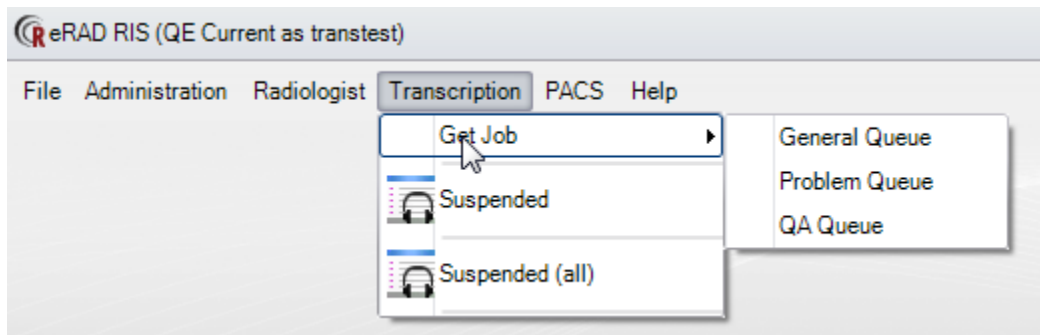 eRAD RIS (QE Current as transtest)
File Administration Radiologist Transcription PACS Help
Get Job
General Queue
Problem Queue
QA Queue
Suspended
Suspended (all)